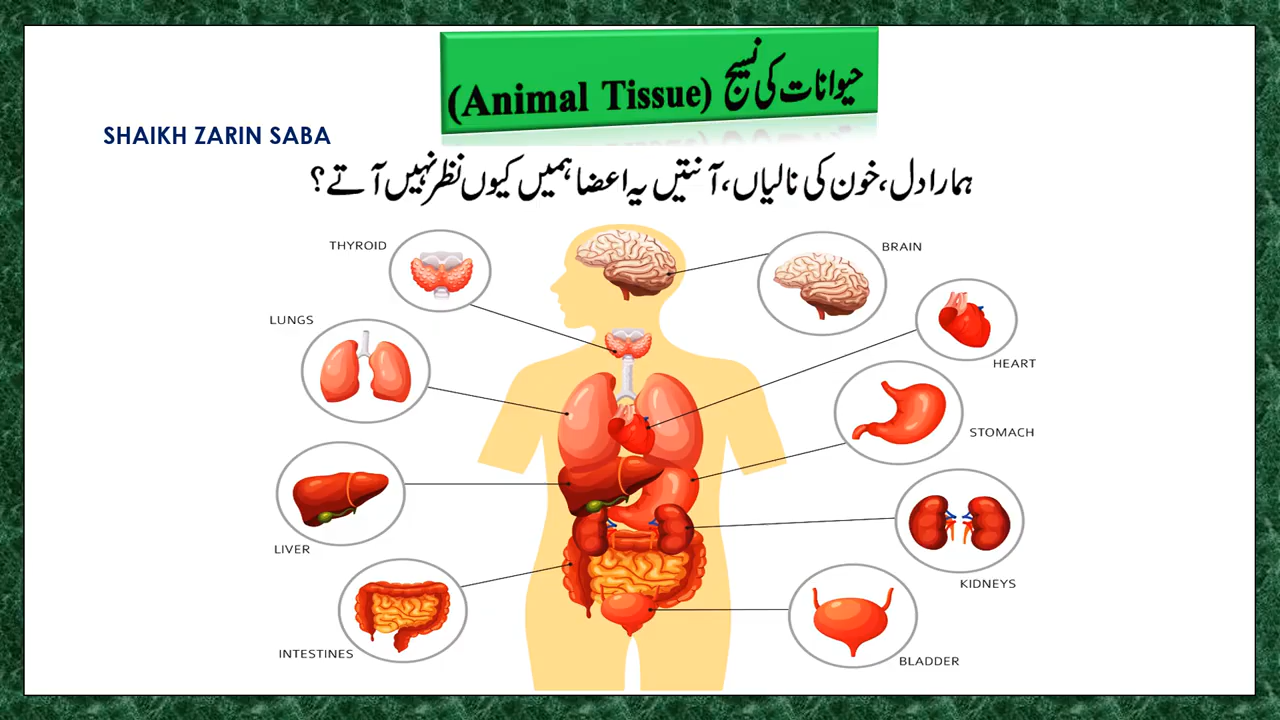 حیوانات کی نسیج (Animal Tissue)
SHAIKH ZARIN SABA
ہمارا دل، خون کی نالیاں، آنتیں یہ اعضا ہمیں کیوں نظر نہیں آتے؟
THYROID
BRAIN
LUNGS
HEART
STOMACH
LIVER
KIDNEYS
INTESTINES
BLADDER